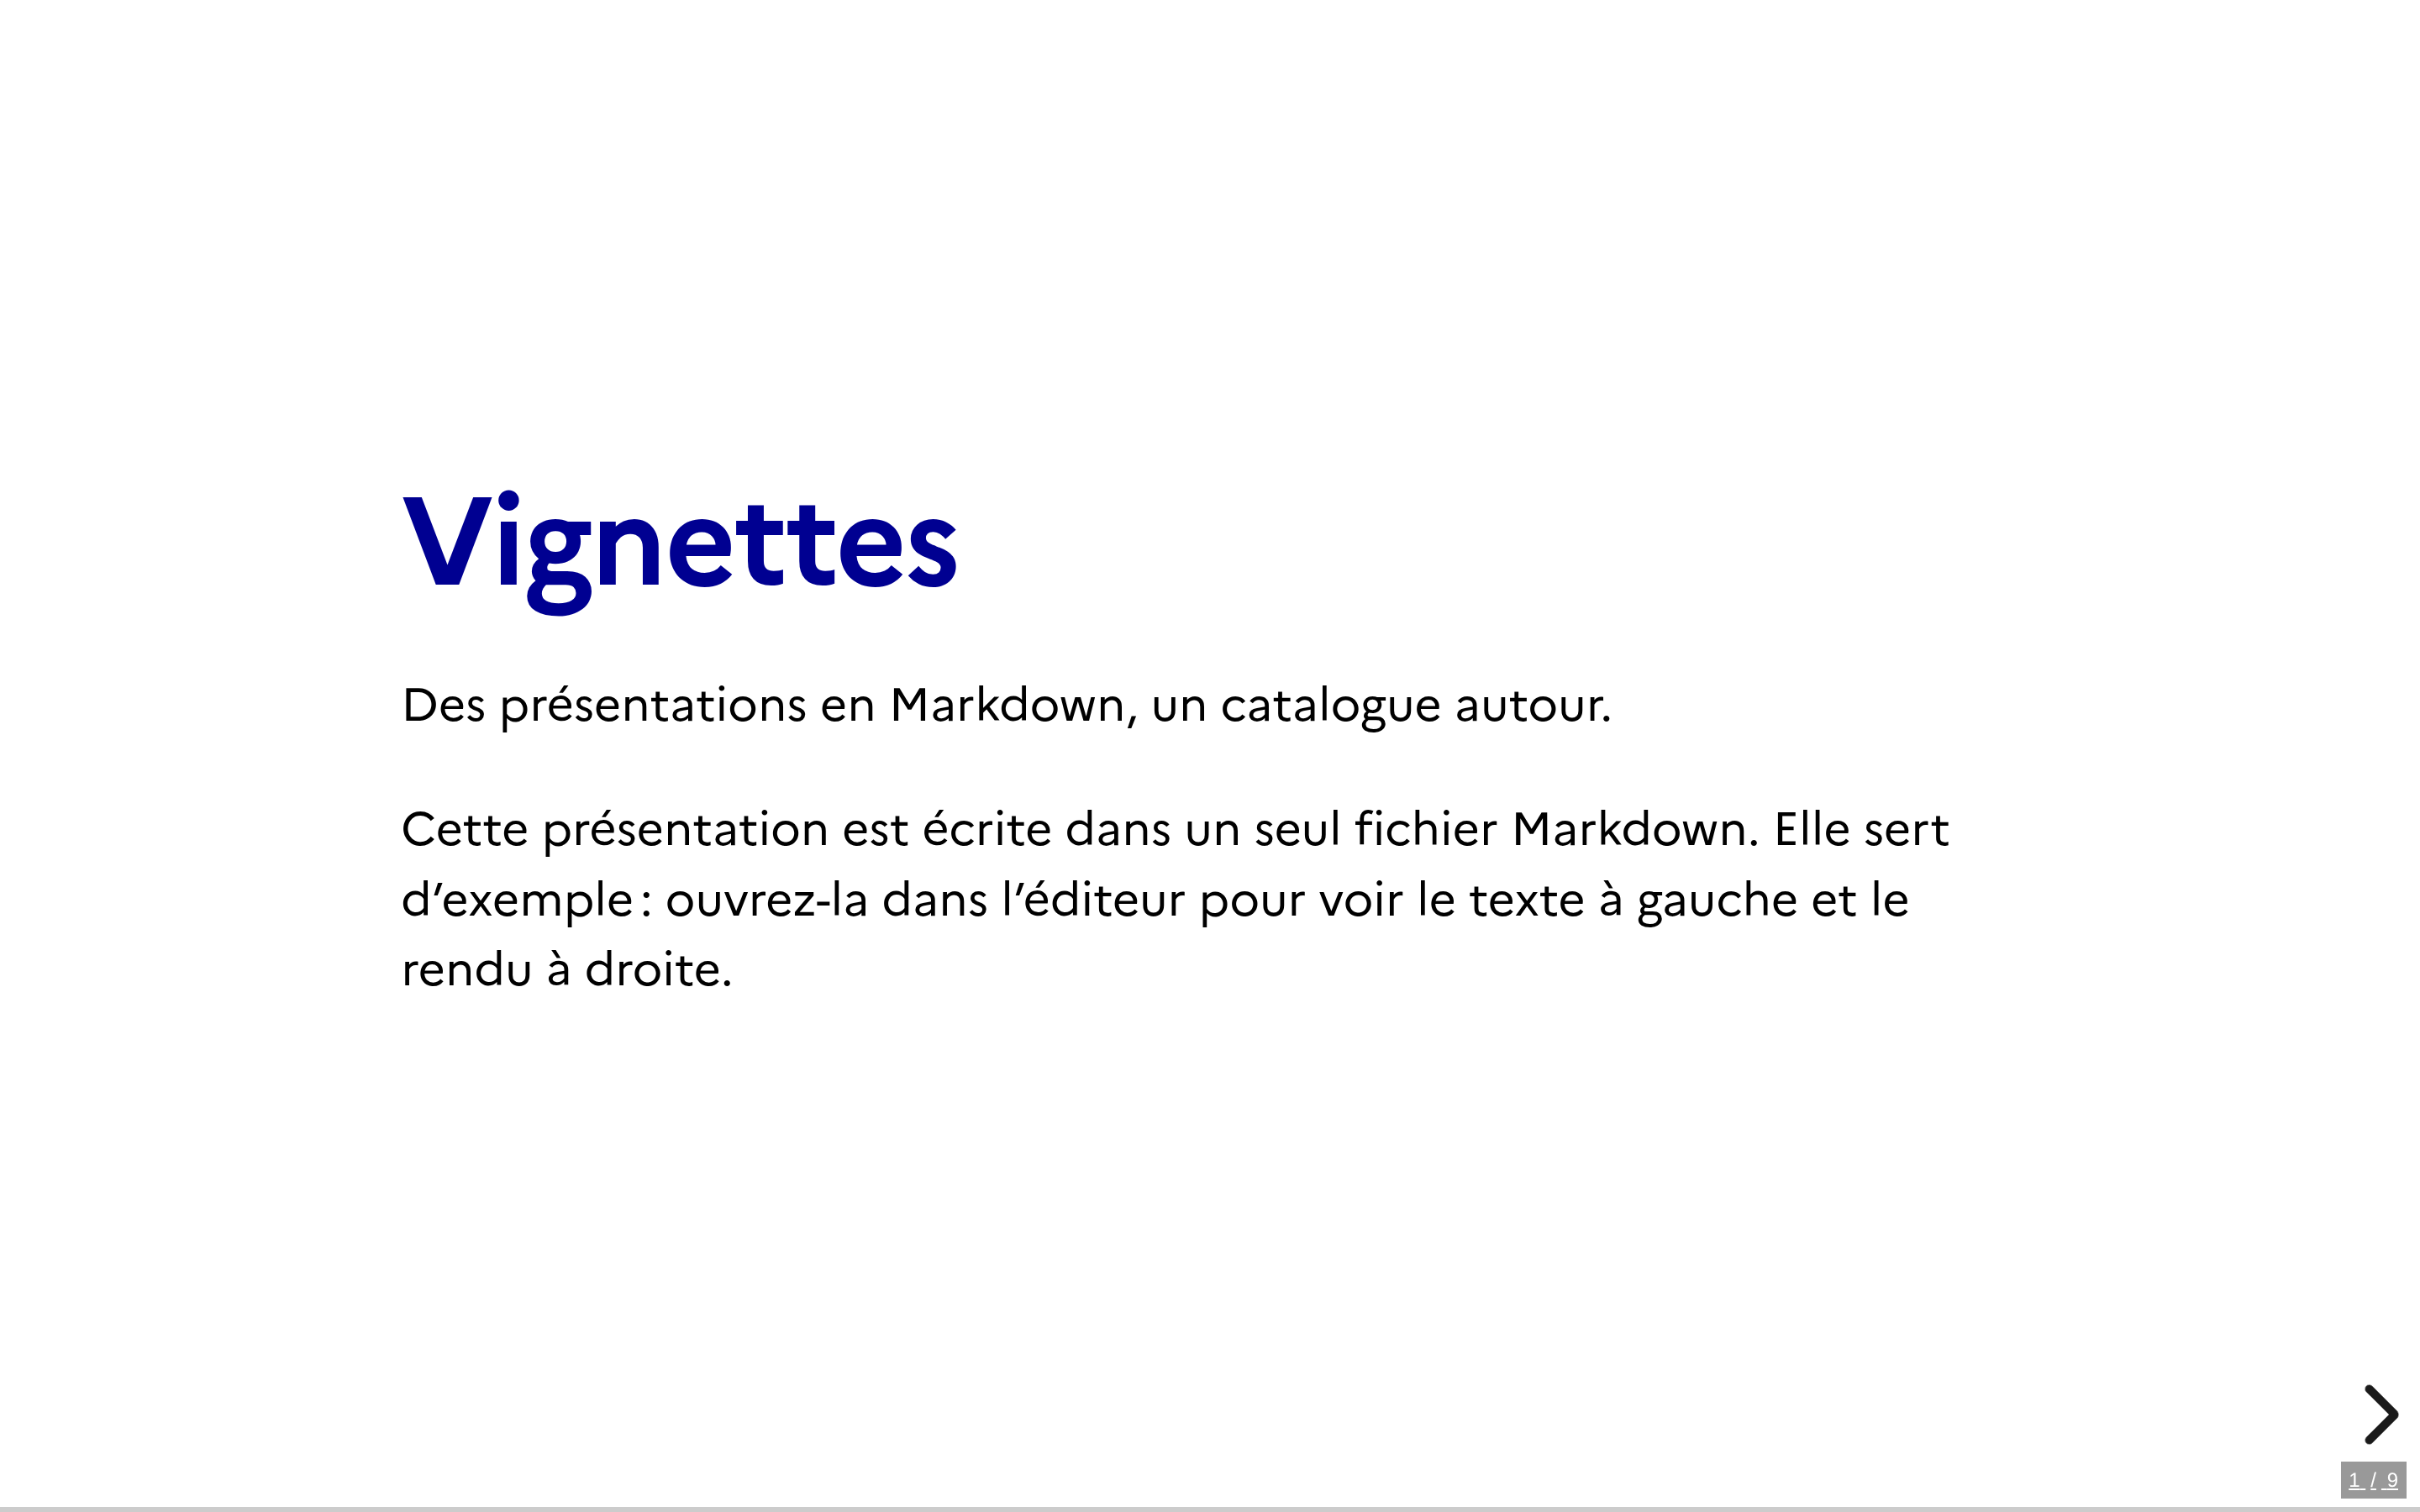 Vignettes
Des présentations en Markdown, un catalogue autour.
Cette présentation est écrite dans un seul fichier Markdown. Elle sert
d’exemple : ouvrez-la dans l’éditeur pour voir le texte à gauche et le
rendu à droite.
1 / 9